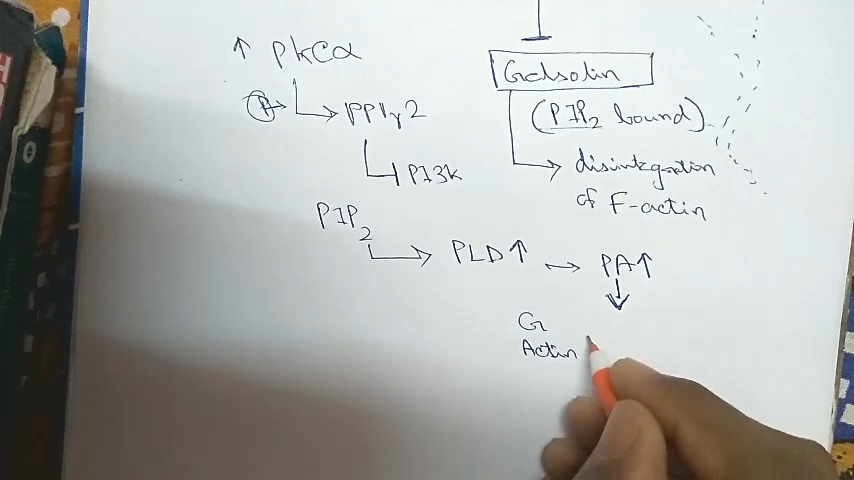 ↑ PKCα
Ⓟ→ PP1γ2
PI3K
PIP2
PLD↑ → PA↑
G
Actin
Gelsolin
(PIP2 bound)
disintegration
of F-actin